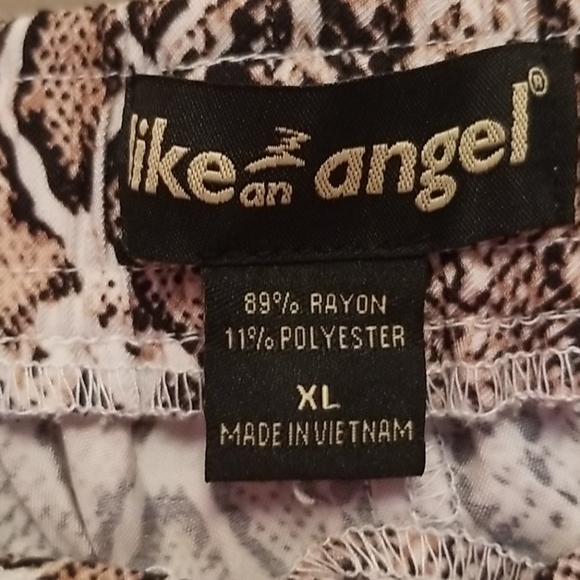 like an angel®
89% RAYON
11% POLYESTER
XL
MADE IN VIETNAM